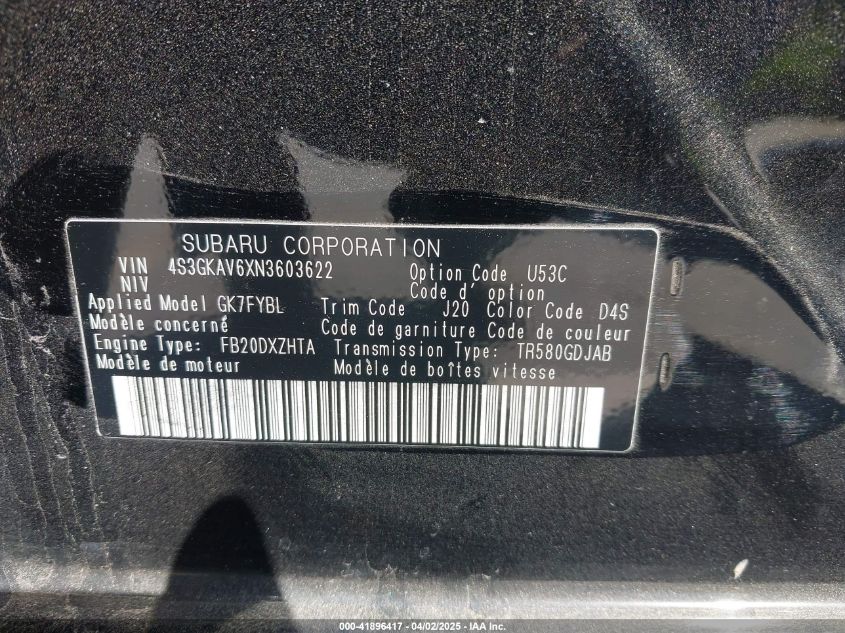 SUBARU CORPORATION
VIN 4S3GKAV6XN3603622 Option Code U53C
NIV Code d' option
Applied Model GK7FYBL Trim Code J20 Color Code D4S
Modèle concerné Code de garniture Code de couleur
Engine Type: FB20DXZHTA Transmission Type: TR580GDJAB
Modèle de moteur Modèle de boîtes vitesse
000-41896417 | 04/02/2025 - IAA Inc.